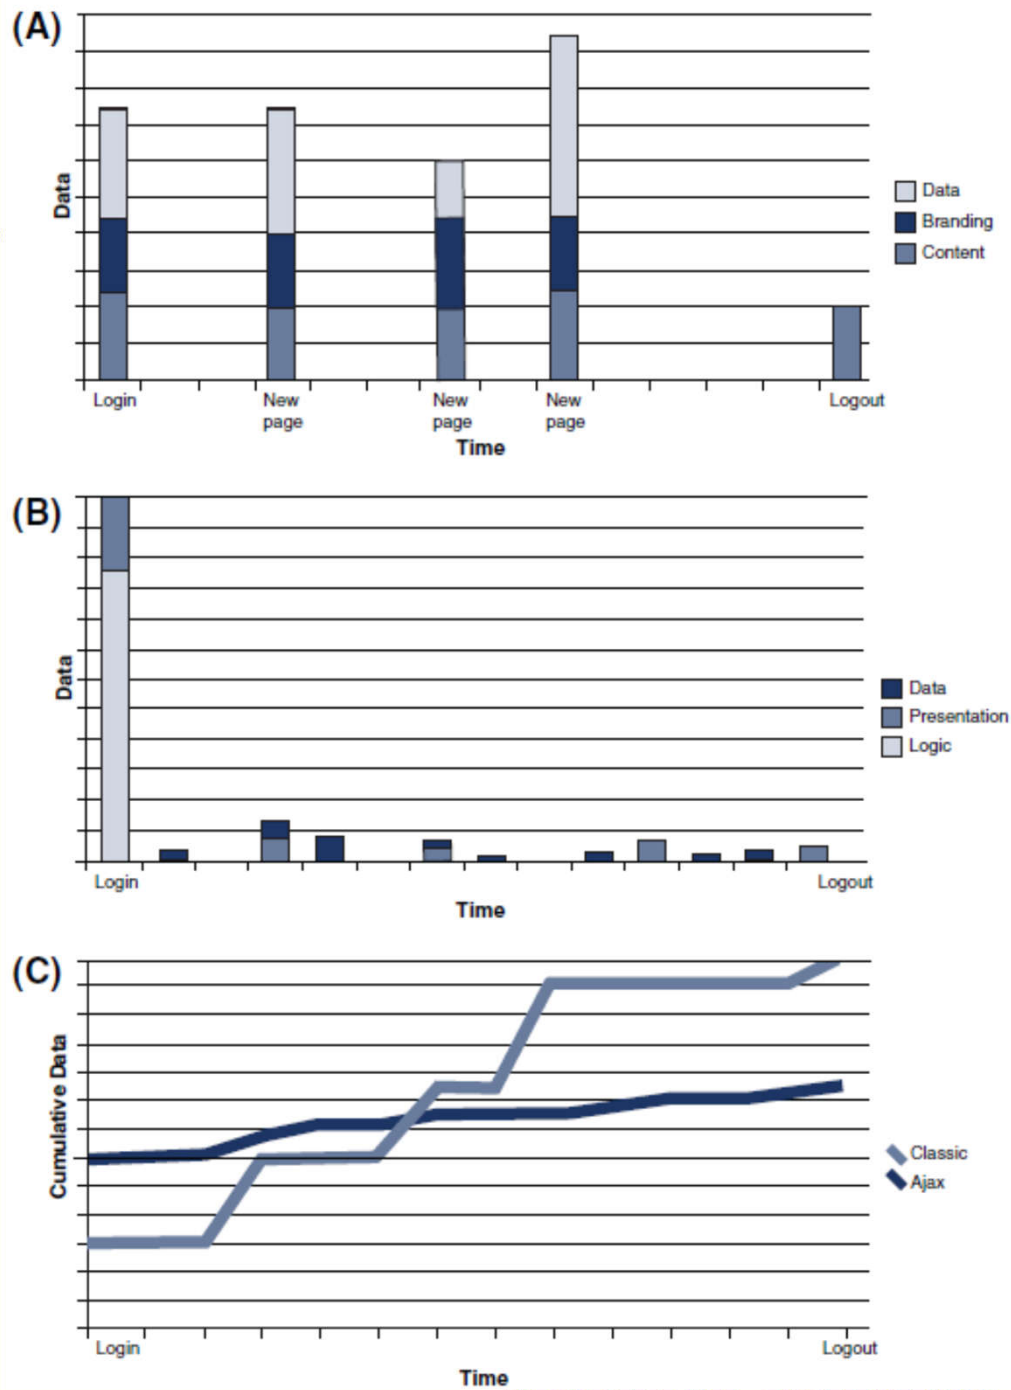 (A)
Data
Data
Branding
Content
Login
New
page
New
page
New
page
Logout
Time
(B)
Data
Data
Presentation
Logic
Login
Logout
Time
(C)
Cumulative Data
Classic
Ajax
Login
Logout
Time